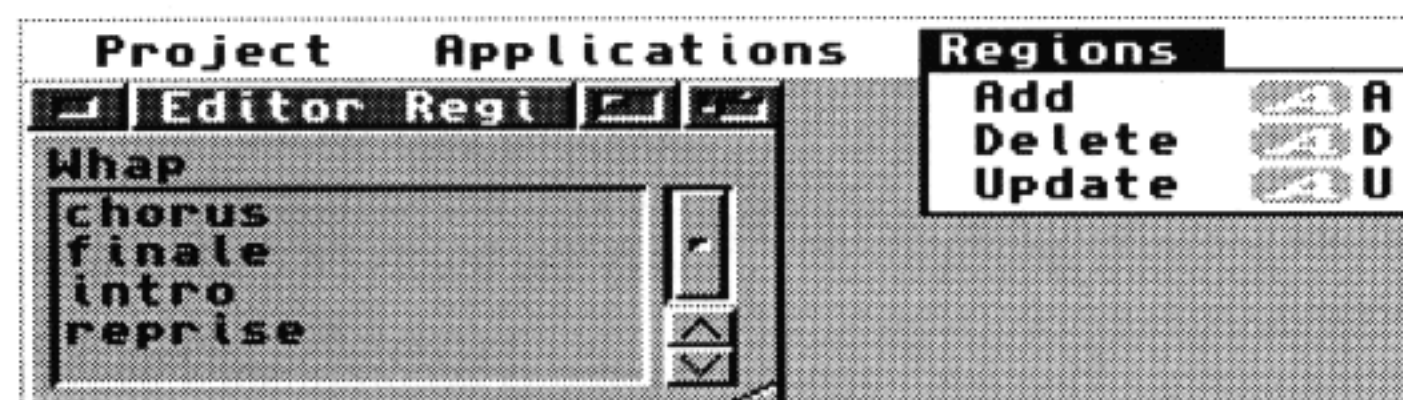 Project Applications Regions
Editor Regi
Add A
Delete D
Update U
Whap
chorus
finale
intro
reprise